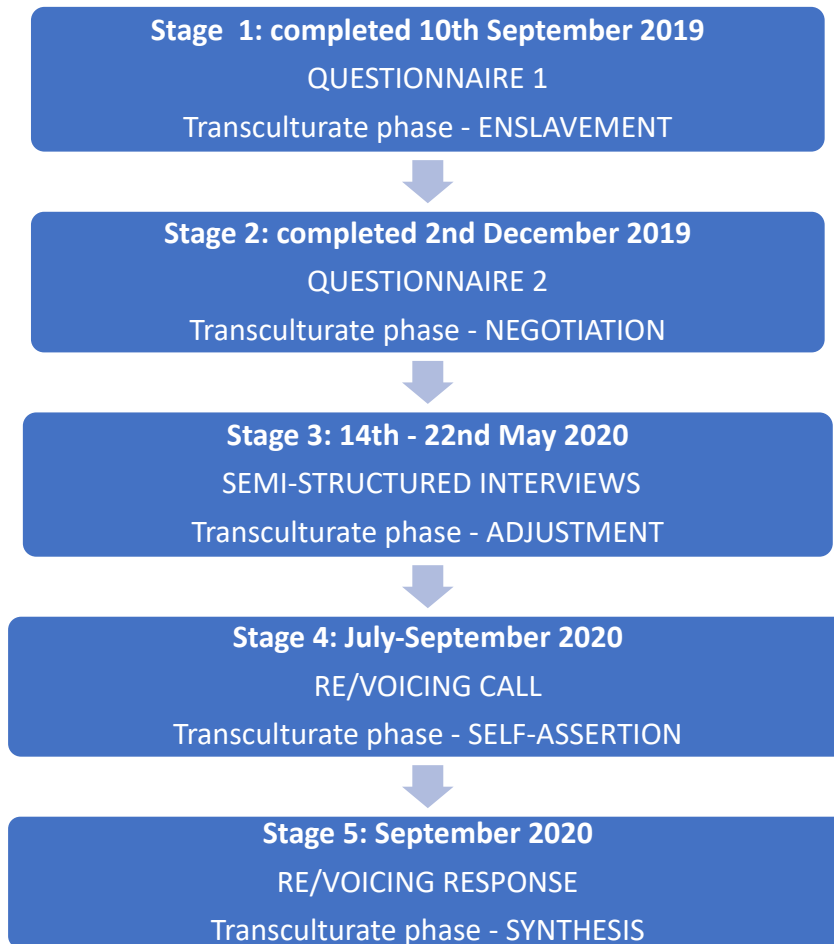 Stage  1: completed 10th September 2019
QUESTIONNAIRE 1
Transculturate phase - ENSLAVEMENT
Stage 2: completed 2nd December 2019
QUESTIONNAIRE 2
Transculturate phase - NEGOTIATION
Stage 3: 14th - 22nd May 2020
SEMI-STRUCTURED INTERVIEWS
Transculturate phase - ADJUSTMENT
Stage 4: July-September 2020
RE/VOICING CALL
Transculturate phase - SELF-ASSERTION
Stage 5: September 2020
RE/VOICING RESPONSE
Transculturate phase - SYNTHESIS